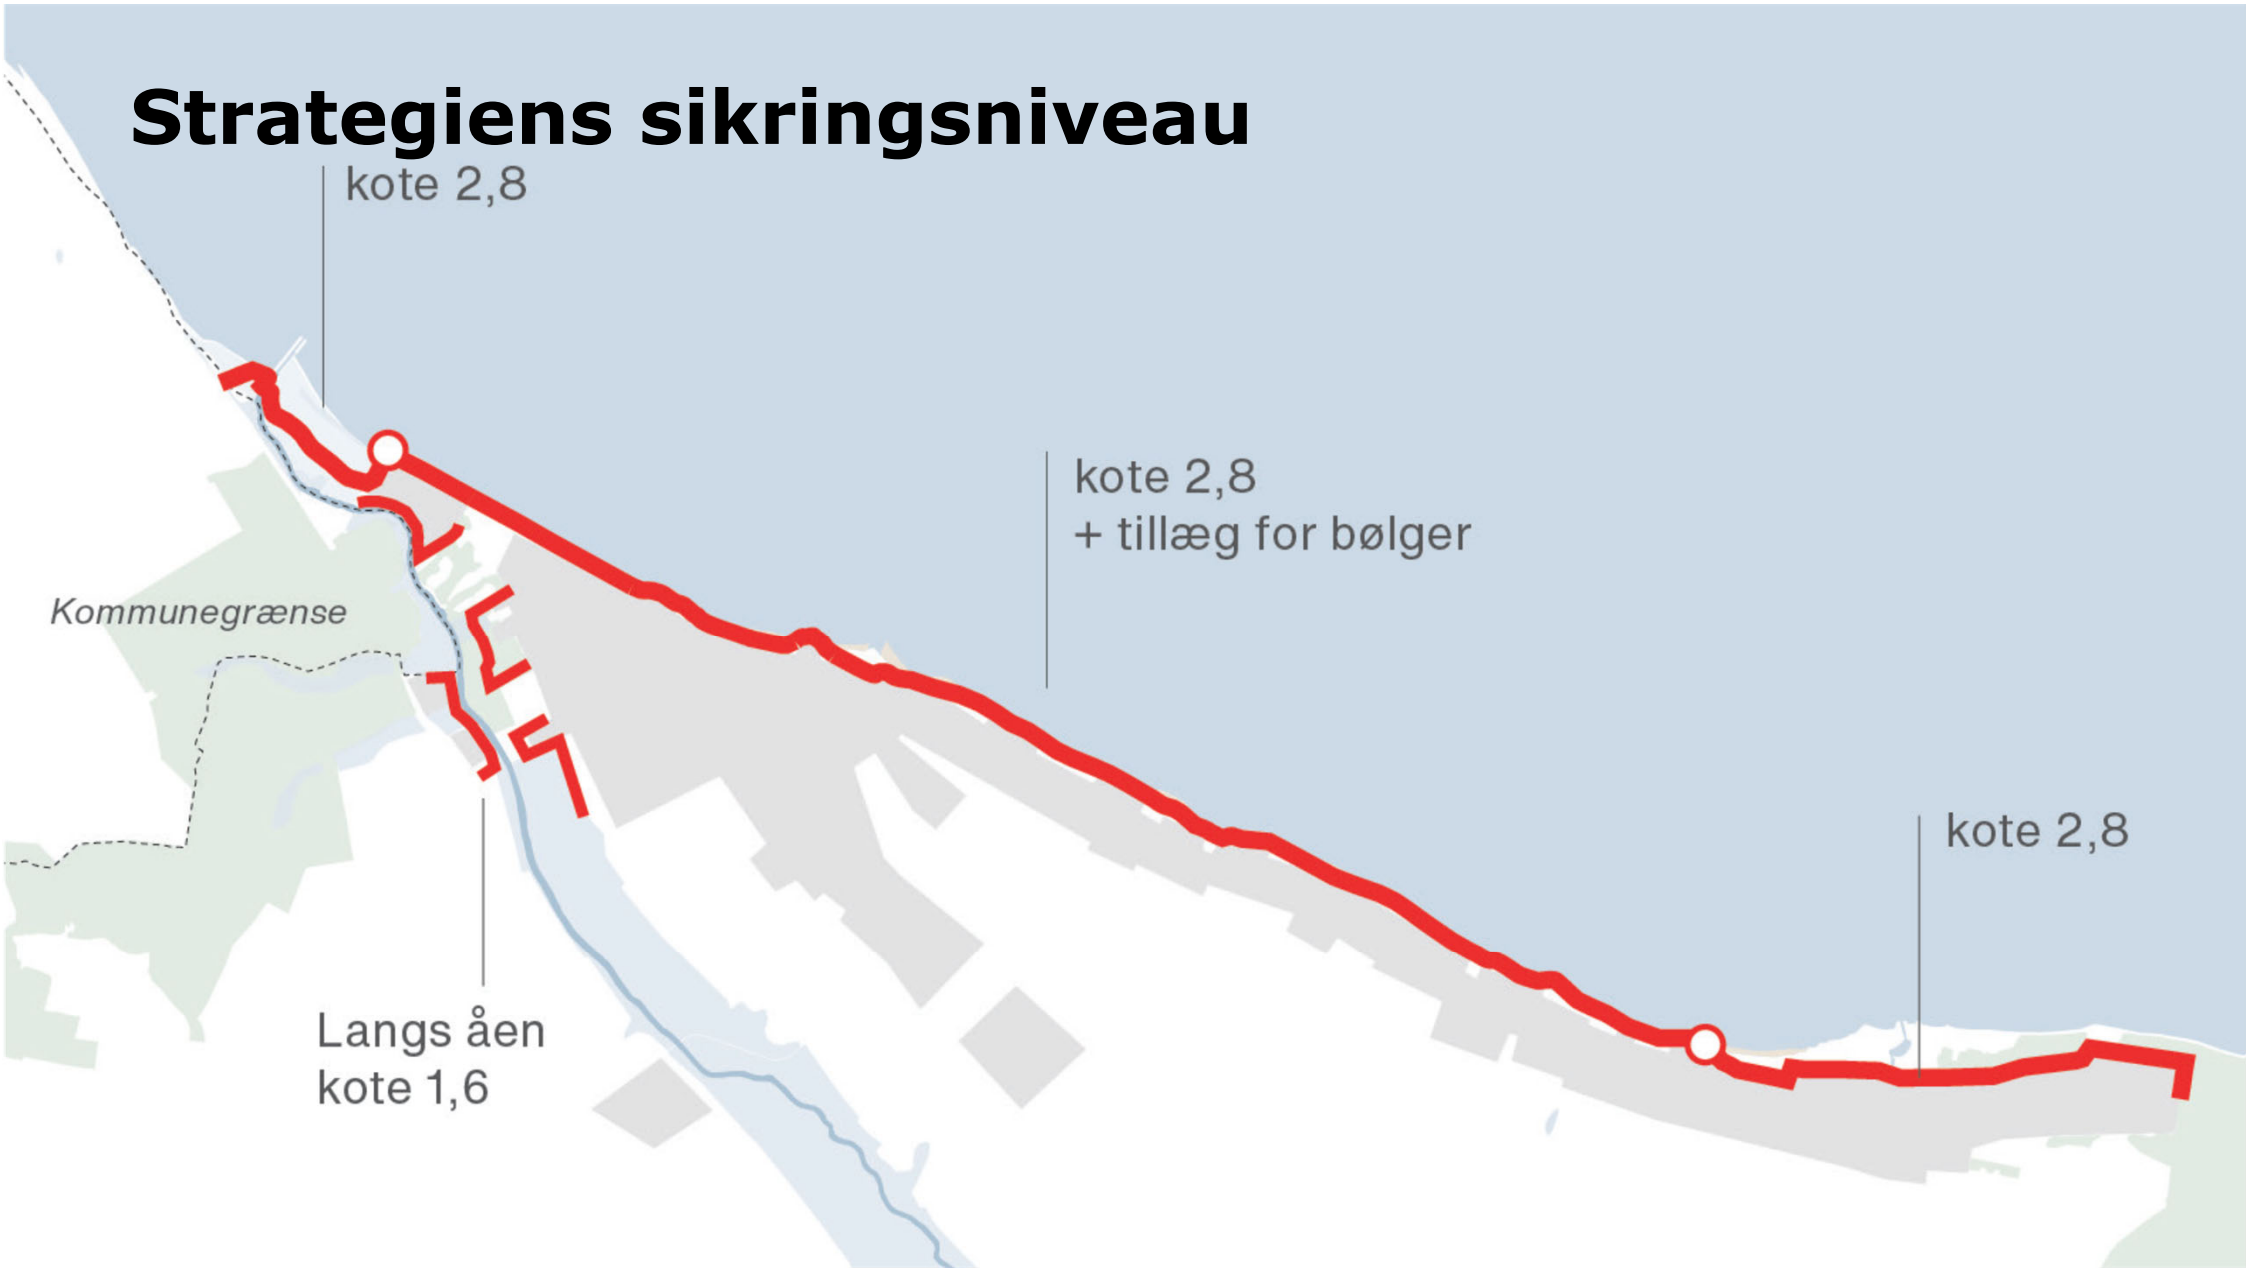 Strategiens sikringsniveau
kote 2,8
kote 2,8
+ tillæg for bølger
Kommunegrænse
kote 2,8
Langs åen
kote 1,6